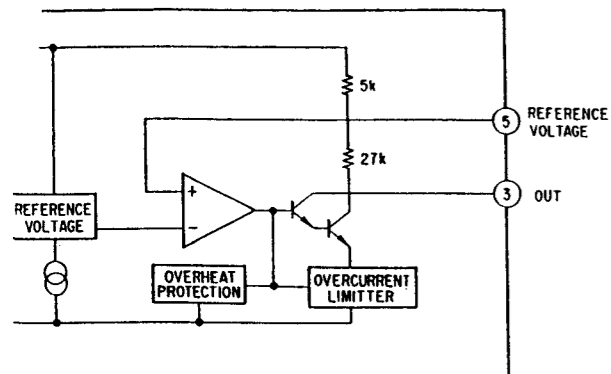 5k
5
REFERENCE
VOLTAGE
27k
3
OUT
+
REFERENCE
VOLTAGE
−
OVERHEAT
PROTECTION
OVERCURRENT
LIMITTER